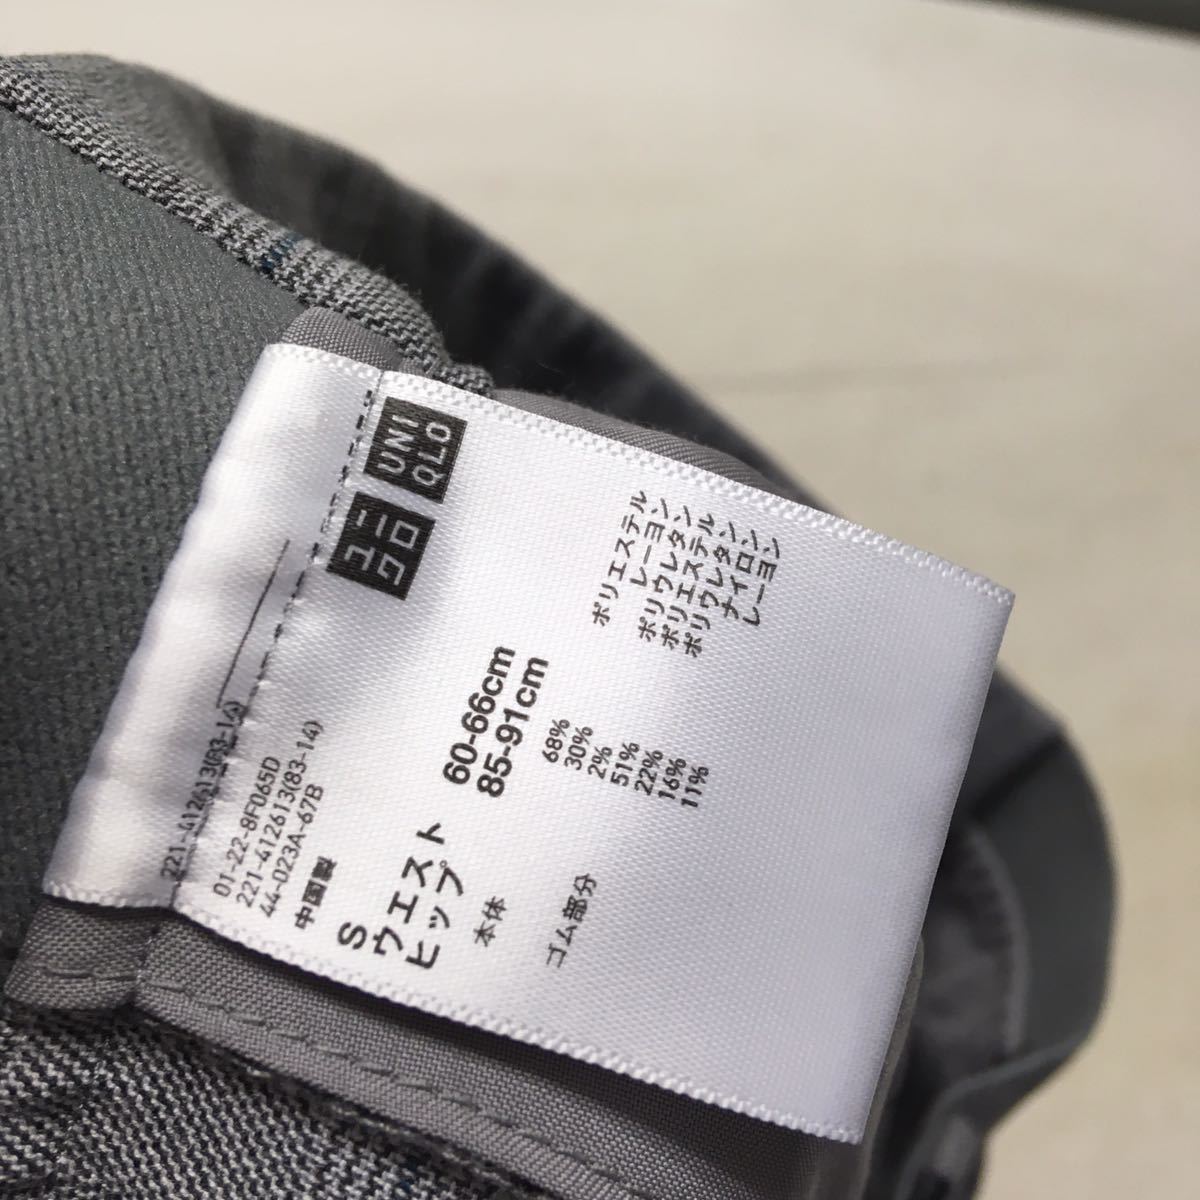 ユニ
クロ
UNI
QLO
221-412613(83-14)
01-22-8F065D
221-412613(83-14)
44-023A-67B
中国製
S
ウエスト 60-66cm
ヒップ 85-91cm
本体 68% ポリエステル
30% レーヨン
2% ポリウレタン
ゴム部分 51% ポリエステル
22% ポリウレタン
16% ナイロン
11% レーヨン